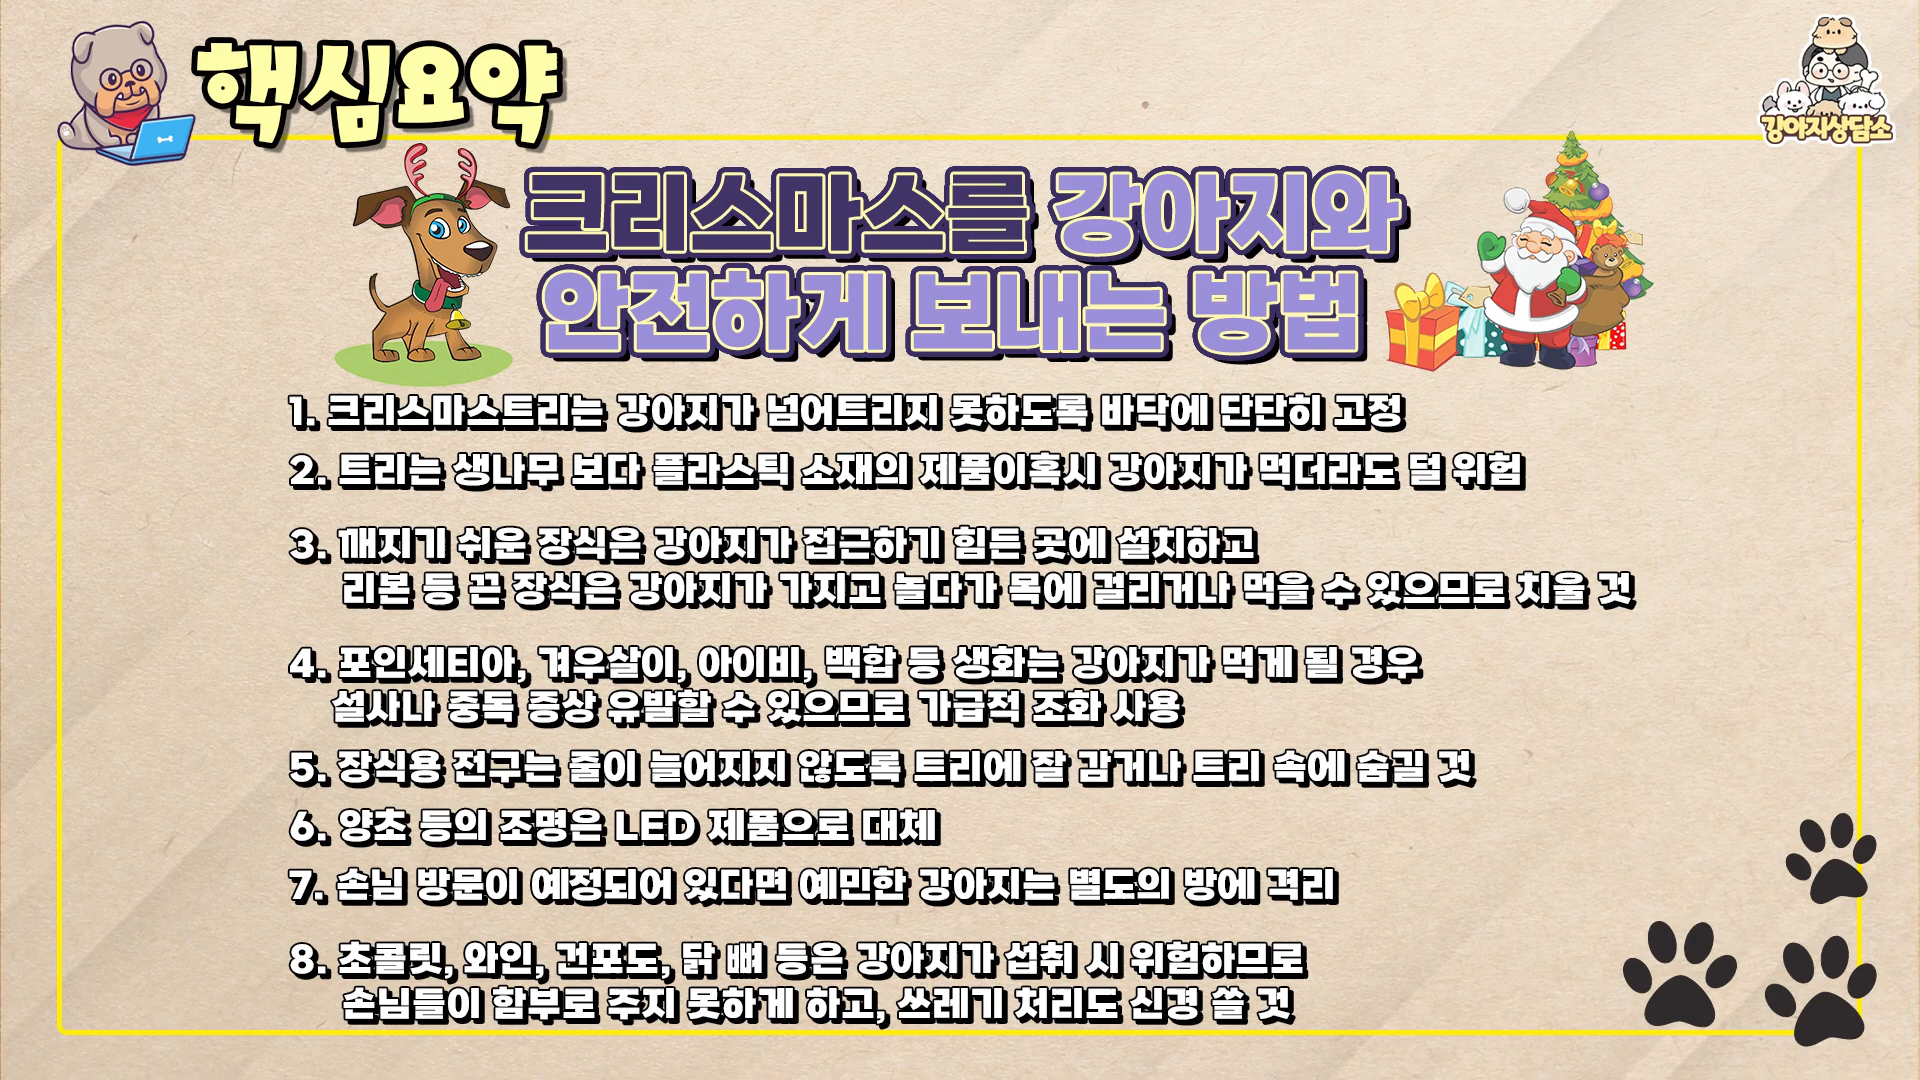 핵심요약
강아지상담소
크리스마스를 강아지와
안전하게 보내는 방법
1. 크리스마스트리는 강아지가 넘어트리지 못하도록 바닥에 단단히 고정
2. 트리는 생나무 보다 플라스틱 소재의 제품이혹시 강아지가 먹더라도 덜 위험
3. 깨지기 쉬운 장식은 강아지가 접근하기 힘든 곳에 설치하고
리본 등 끈 장식은 강아지가 가지고 놀다가 목에 걸리거나 먹을 수 있으므로 치울 것
4. 포인세티아, 겨우살이, 아이비, 백합 등 생화는 강아지가 먹게 될 경우
설사나 중독 증상 유발할 수 있으므로 가급적 조화 사용
5. 장식용 전구는 줄이 늘어지지 않도록 트리에 잘 감거나 트리 속에 숨길 것
6. 양초 등의 조명은 LED 제품으로 대체
7. 손님 방문이 예정되어 있다면 예민한 강아지는 별도의 방에 격리
8. 초콜릿, 와인, 건포도, 닭 뼈 등은 강아지가 섭취 시 위험하므로
손님들이 함부로 주지 못하게 하고, 쓰레기 처리도 신경 쓸 것